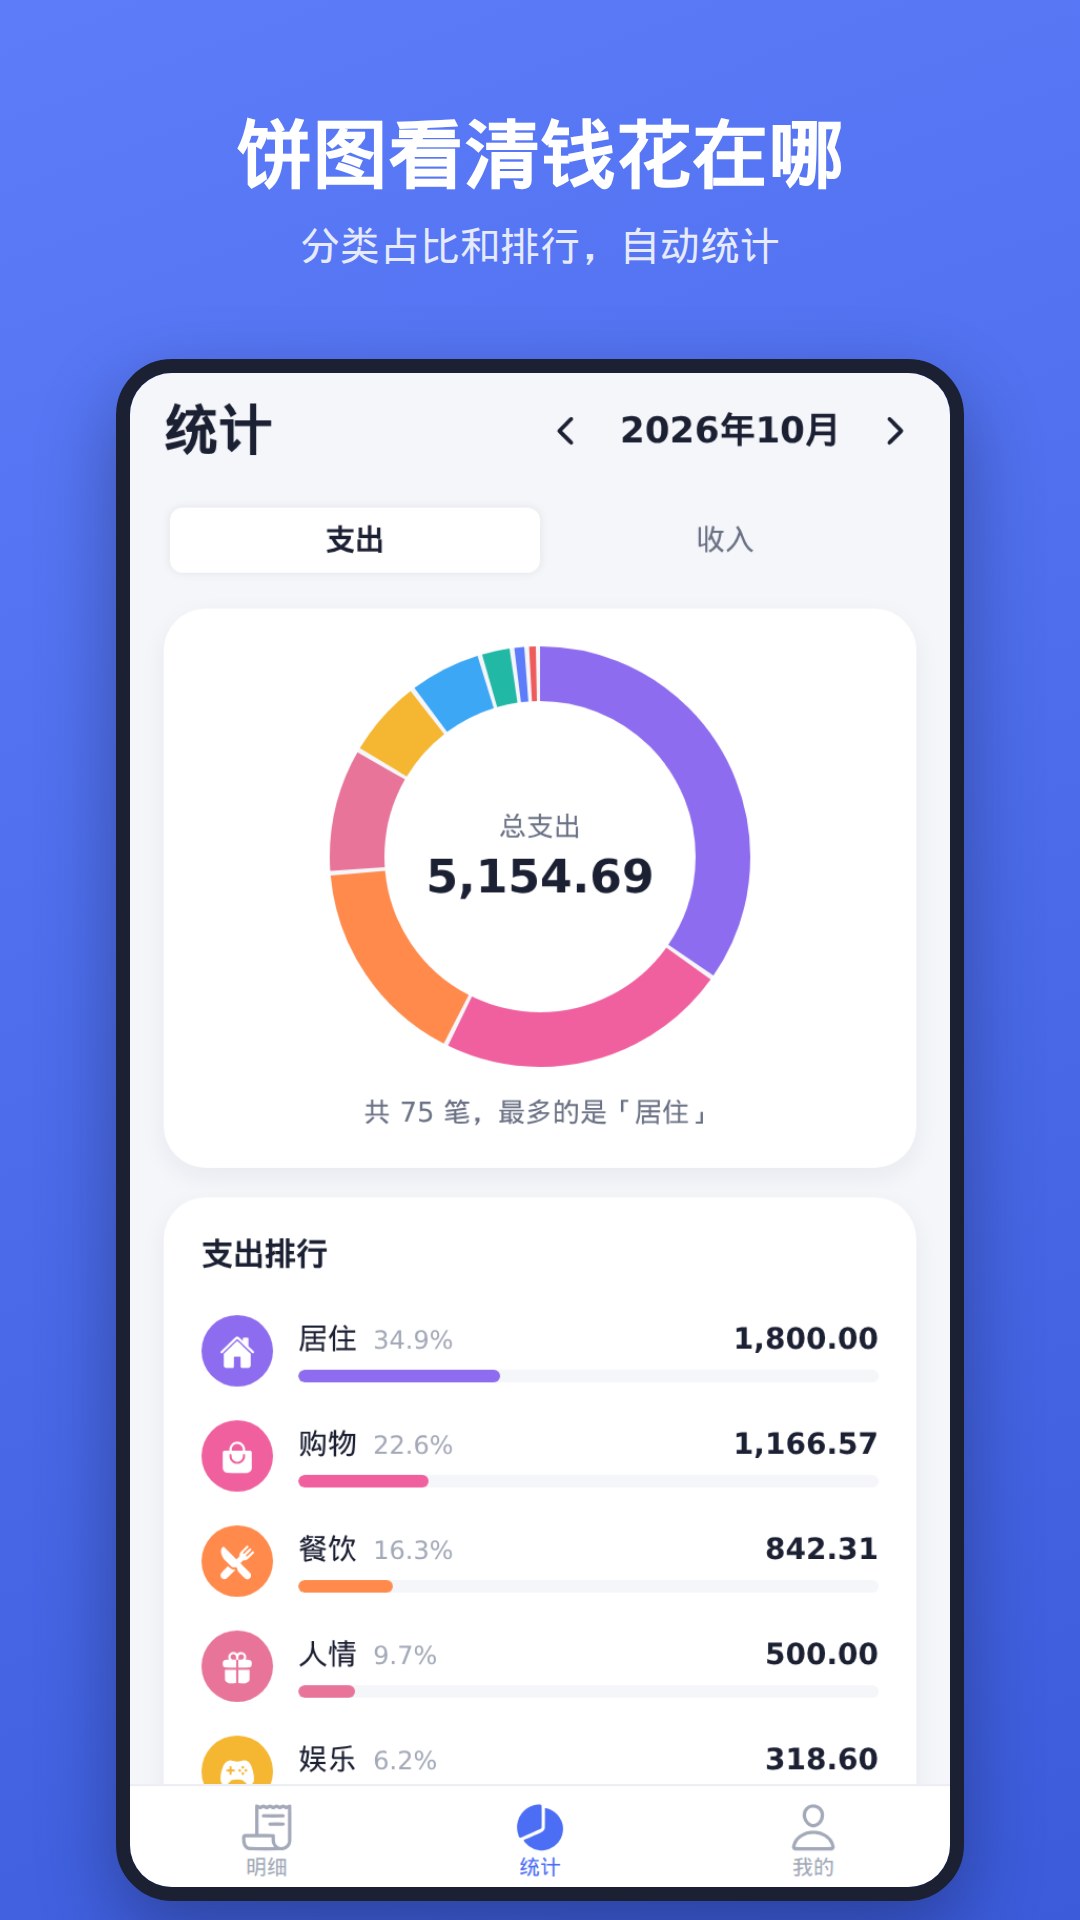 饼图看清钱花在哪
分类占比和排行，自动统计
统计
2026年10月
支出
收入
总支出
5,154.69
共 75 笔，最多的是「居住」
支出排行
居住 34.9% 1,800.00
购物 22.6% 1,166.57
餐饮 16.3% 842.31
人情 9.7% 500.00
娱乐 6.2% 318.60
明细
统计
我的